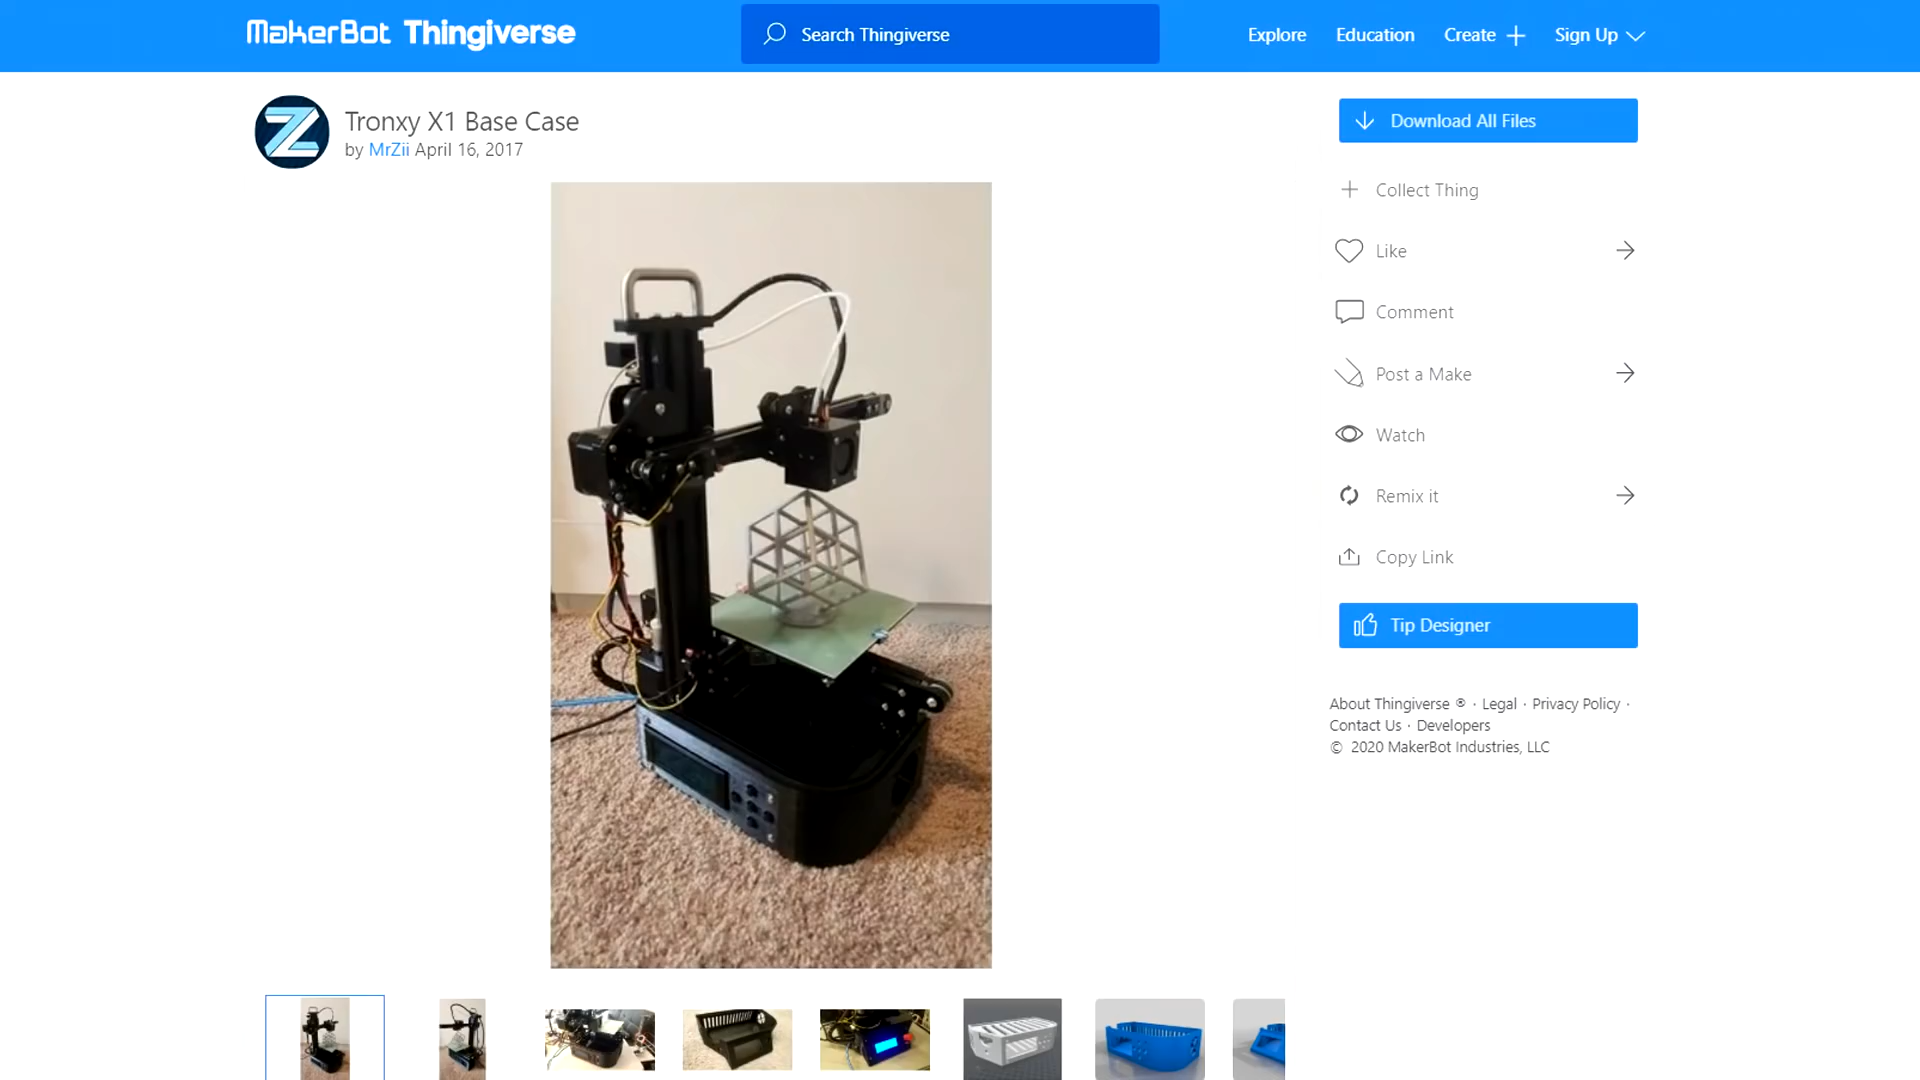 MakerBot Thingiverse
Search Thingiverse
Explore
Education
Create
Sign Up
Tronxy X1 Base Case
by MrZii April 16, 2017
Download All Files
Collect Thing
Like
Comment
Post a Make
Watch
Remix it
Copy Link
Tip Designer
About Thingiverse ® · Legal · Privacy Policy ·
Contact Us · Developers
© 2020 MakerBot Industries, LLC